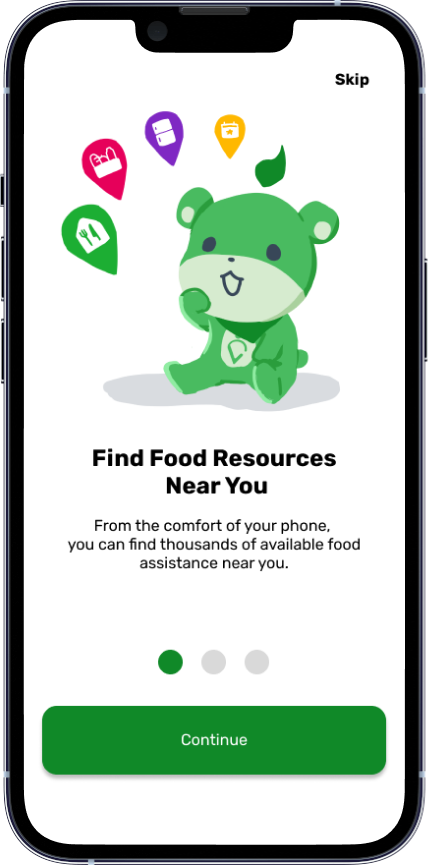 Skip
Find Food Resources
Near You
From the comfort of your phone,
you can find thousands of available food
assistance near you.
Continue